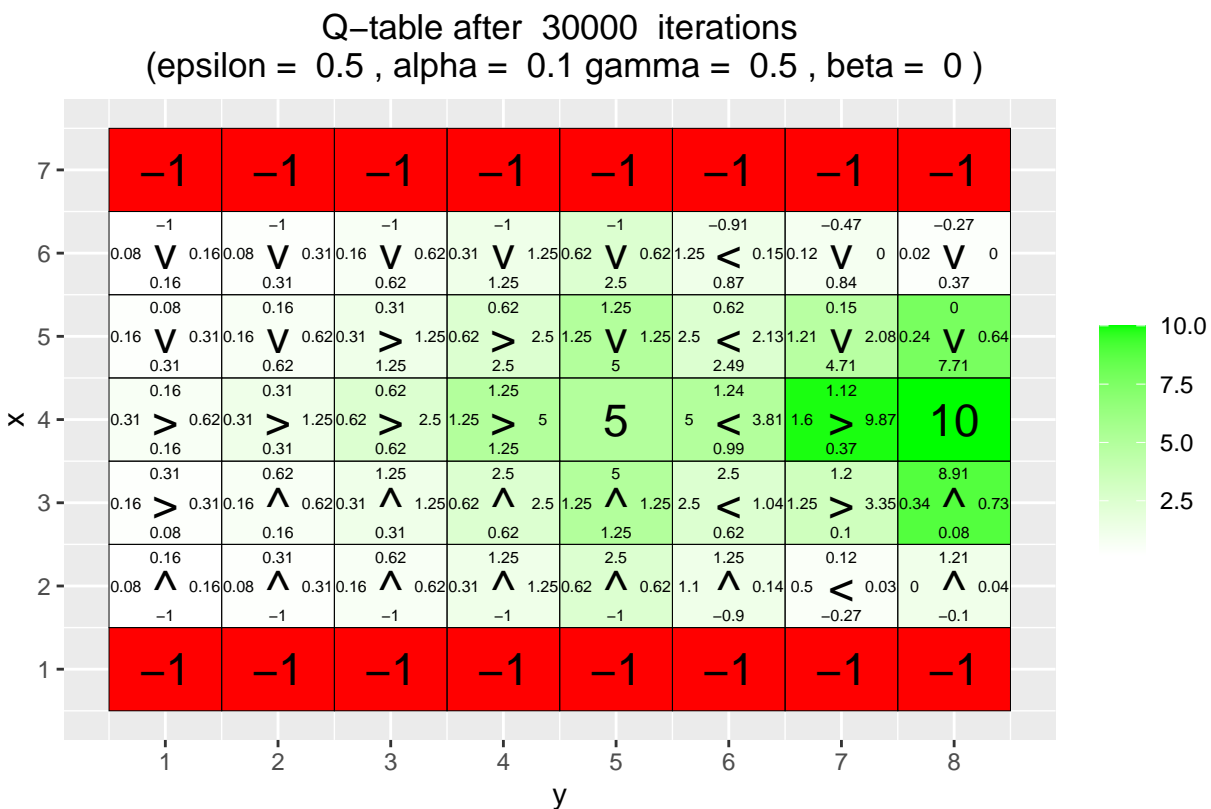 Q−table after 30000 iterations
(epsilon = 0.5 , alpha = 0.1 gamma = 0.5 , beta = 0 )
7 −1 −1 −1 −1 −1 −1 −1 −1
−1 −1 −1 −1 −1 −0.91 −0.47 −0.27
6 0.08 V 0.16 0.08 V 0.31 0.16 V 0.62 0.31 V 1.25 0.62 V 0.62 1.25 < 0.15 0.12 V 0 0.02 V 0
0.16 0.31 0.62 1.25 2.5 0.87 0.84 0.37
0.08 0.16 0.31 0.62 1.25 0.62 0.15 0
5 0.16 V 0.31 0.16 V 0.62 0.31 > 1.25 0.62 > 2.5 1.25 V 1.25 2.5 < 2.13 1.21 V 2.08 0.24 V 0.64
0.31 0.62 1.25 2.5 5 2.49 4.71 7.71
0.16 0.31 0.62 1.25 1.24 1.12
x 4 0.31 > 0.62 0.31 > 1.25 0.62 > 2.5 1.25 > 5 5 5 < 3.81 1.6 > 9.87 10
0.16 0.31 0.62 1.25 0.99 0.37
0.31 0.62 1.25 2.5 5 2.5 1.2 8.91
3 0.16 > 0.31 0.16 ^ 0.62 0.31 ^ 1.25 0.62 ^ 2.5 1.25 ^ 1.25 2.5 < 1.04 1.25 > 3.35 0.34 ^ 0.73
0.08 0.16 0.31 0.62 1.25 0.62 0.1 0.08
0.16 0.31 0.62 1.25 2.5 1.25 0.12 1.21
2 0.08 ^ 0.16 0.08 ^ 0.31 0.16 ^ 0.62 0.31 ^ 1.25 0.62 ^ 0.62 1.1 ^ 0.14 0.5 < 0.03 0 ^ 0.04
−1 −1 −1 −1 −1 −0.9 −0.27 −0.1
1 −1 −1 −1 −1 −1 −1 −1 −1
1 2 3 4 5 6 7 8
y
10.0
7.5
5.0
2.5